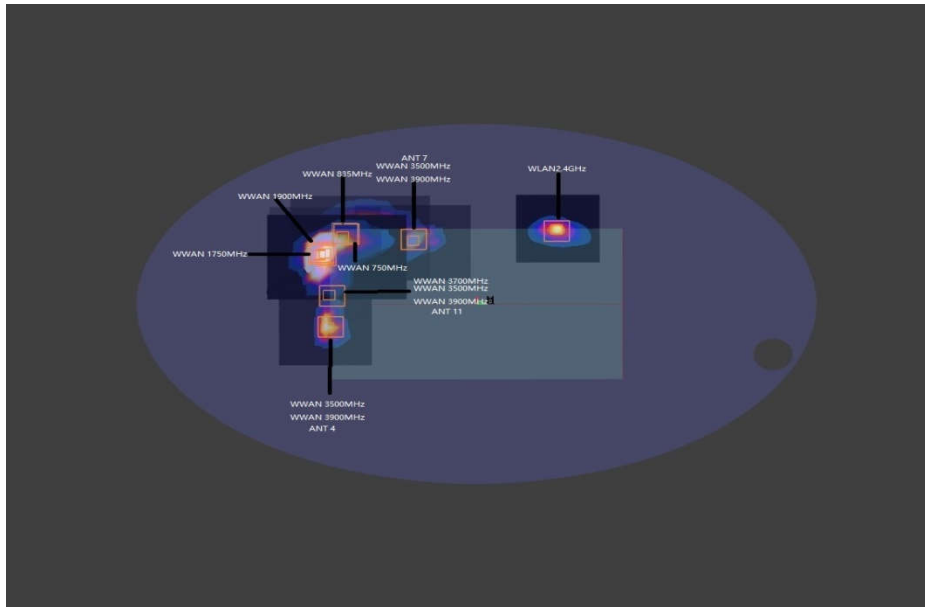 ANT 7
WWAN 3500MHz
WWAN 3900MHz
WWAN 835MHz
WLAN2.4GHz
WWAN 1900MHz
WWAN 1750MHz
WWAN 750MHz
WWAN 3700MHz
WWAN 3500MHz
WWAN 3900MHz
ANT 11
WWAN 3500MHz
WWAN 3900MHz
ANT 4